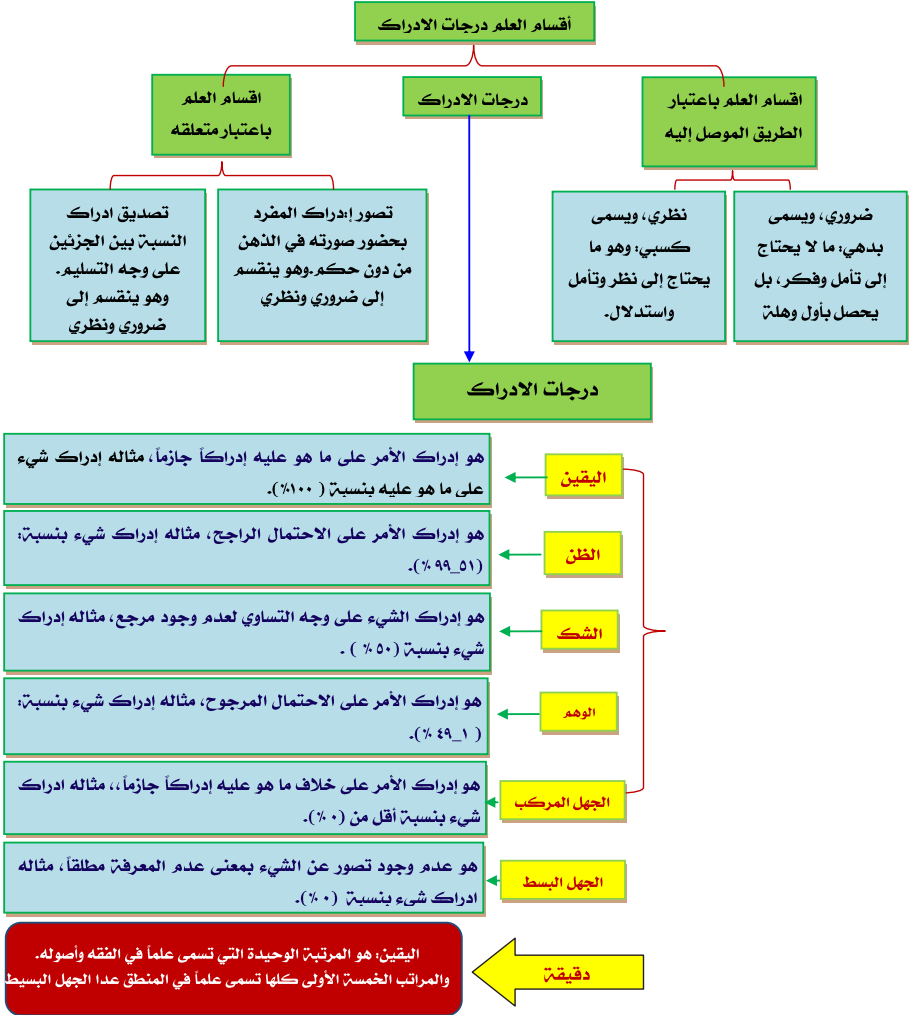 أقسام العلم درجات الادراك
اقسام العلم باعتبار
الطريق الموصل إليه
درجات الادراك
اقسام العلم
باعتبار متعلقه
ضروري، ويسمى
بدهي: ما لا يحتاج
إلى تأمل وفكر، بل
يحصل بأول وهلة
نظري، ويسمى
كسبي: وهو ما
يحتاج إلى نظر وتأمل
واستدلال.
تصور إ:دراك المفرد
بحضور صورته في الذهن
من دون حكم.وهو ينقسم
إلى ضروري ونظري
تصديق ادراك
النسبة بين الجزئين
على وجه التسليم.
وهو ينقسم إلى
ضروري ونظري
درجات الادراك
اليقين
هو إدراك الأمر على ما هو عليه إدراكاً جازماً، مثاله إدراك شيء
على ما هو عليه بنسبة ( ١٠٠٪).
الظن
هو إدراك الأمر على الاحتمال الراجح، مثاله إدراك شيء بنسبة:
(٥١_٩٩ ٪).
الشك
هو إدراك الشيء على وجه التساوي لعدم وجود مرجع، مثاله إدراك
شيء بنسبة (٥٠ ٪ ) .
الوهم
هو إدراك الأمر على الاحتمال المرجوح، مثاله إدراك شيء بنسبة:
( ١_٤٩ ٪).
الجهل المركب
هو إدراك الأمر على خلاف ما هو عليه إدراكاً جازماً،، مثاله ادراك
شيء بنسبة أقل من (٠ ٪).
الجهل البسط
هو عدم وجود تصور عن الشيء بمعنى عدم المعرفة مطلقاً، مثاله
ادراك شيء بنسبة (٠ ٪).
دقيقة
اليقين: هو المرتبة الوحيدة التي تسمى علماً في الفقه وأصوله.
والمراتب الخمسة الأولى كلها تسمى علماً في المنطق عدا الجهل البسيط